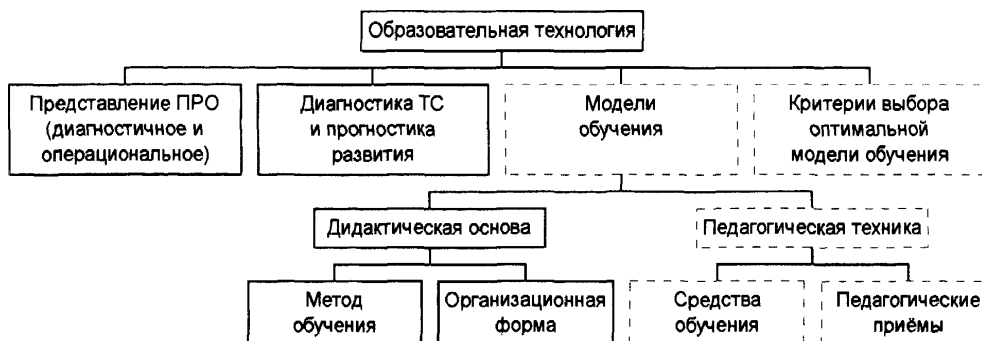 Образовательная технология
Представление ПРО
(диагностичное и
операциональное)
Диагностика ТС
и прогностика
развития
Модели
обучения
Критерии выбора
оптимальной
модели обучения
Дидактическая основа
Педагогическая техника
Метод
обучения
Организационная
форма
Средства
обучения
Педагогические
приёмы